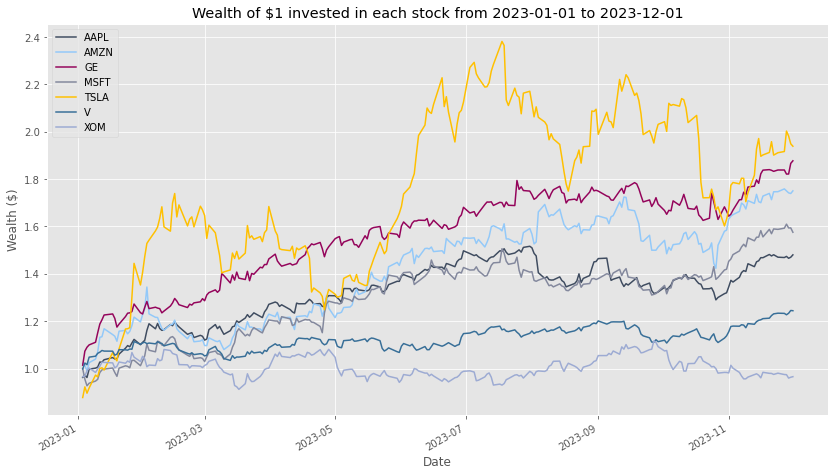 Wealth of $1 invested in each stock from 2023-01-01 to 2023-12-01
AAPL
AMZN
GE
MSFT
TSLA
V
XOM
Wealth ($)
2.4
2.2
2.0
1.8
1.6
1.4
1.2
1.0
2023-01
2023-03
2023-05
2023-07
2023-09
2023-11
Date